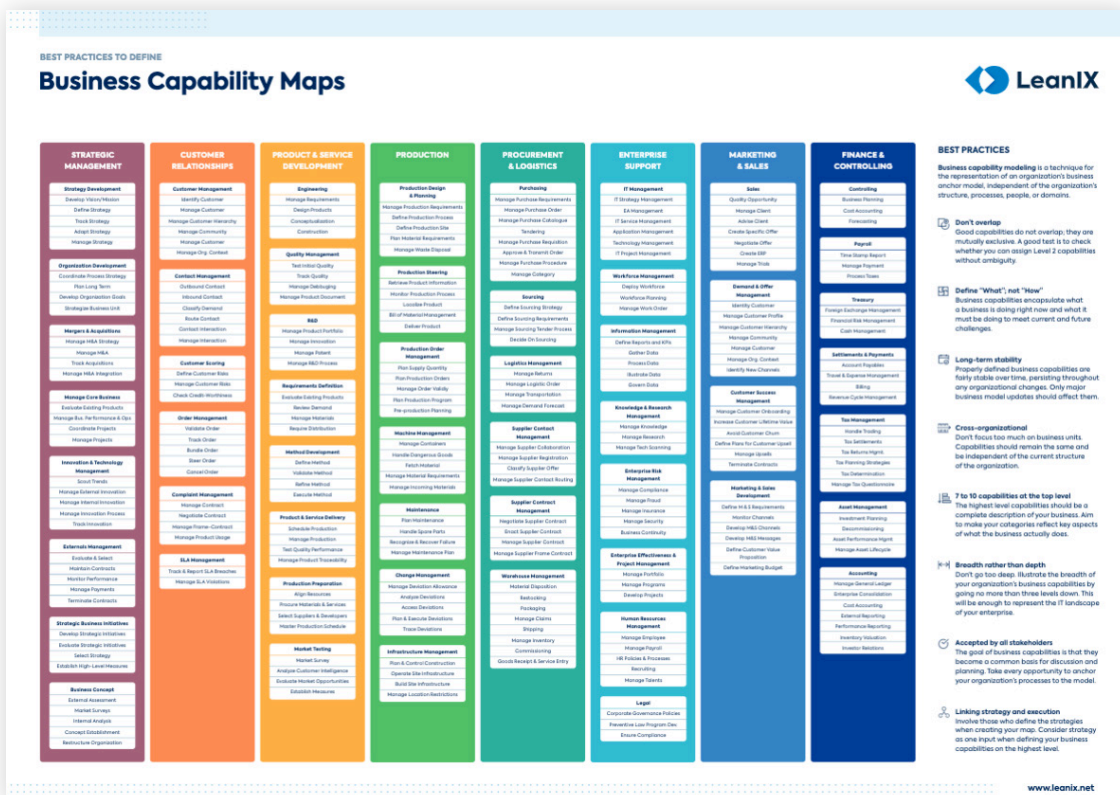 BEST PRACTICES TO DEFINE
Business Capability Maps
LeanIX
STRATEGIC
MANAGEMENT
Strategy Development
Develop Vision/Mission
Define Strategy
Track Strategy
Adapt Strategy
Manage Strategy
Organization Development
Coordinate Process Strategy
Plan Long Term
Develop Organization Goals
Strategize Business Unit
Mergers & Acquisitions
Manage M&A Strategy
Manage M&A
Track Acquisitions
Manage M&A Integration
Manage Core Business
Evaluate Existing Products
Manage Bus. Performance & Ops
Coordinate Projects
Manage Projects
Innovation & Technology
Management
Scout Trends
Manage External Innovation
Manage Internal Innovation
Manage Innovation Process
Track Innovation
Externals Management
Evaluate & Select
Maintain Contracts
Monitor Performance
Manage Payments
Terminate Contracts
Strategic Business Initiatives
Develop Strategic Initiatives
Evaluate Strategic Initiatives
Select Strategy
Establish High-Level Measures
Business Concept
External Assessment
Market Surveys
Internal Analysis
Concept Establishment
Restructure Organization
CUSTOMER
RELATIONSHIPS
Customer Management
Identify Customer
Manage Customer
Manage Customer Hierarchy
Manage Community
Manage Customer
Manage Org. Context
Contact Management
Outbound Contact
Inbound Contact
Classify Demand
Route Contact
Contact Interaction
Manage Interaction
Customer Scoring
Define Customer Risks
Manage Customer Risks
Check Credit Worthiness
Order Management
Validate Order
Track Order
Bundle Order
Steer Order
Cancel Order
Complaint Management
Manage Contract
Negotiate Contract
Manage Frame-Contract
Manage Product Usage
SLA Management
Track & Report SLA Breaches
Manage SLA Violations
PRODUCT & SERVICE
DEVELOPMENT
Engineering
Manage Requirements
Design Products
Conceptualization
Construction
Quality Management
Test Initial Quality
Track Quality
Manage Debugging
Manage Product Document
R&D
Manage Product Portfolio
Manage Innovation
Manage Patent
Manage R&D Process
Requirements Definition
Evaluate Existing Products
Review Demand
Manage Materials
Require Distribution
Method Development
Define Method
Validate Method
Refine Method
Execute Method
Product & Service Delivery
Schedule Production
Manage Production
Test Quality Performance
Manage Product Traceability
Production Preparation
Align Resources
Procure Materials & Services
Select Suppliers & Developers
Master Production Schedule
Market Testing
Market Survey
Analyze Customer Intelligence
Evaluate Market Opportunities
Establish Measures
PRODUCTION
Production Design
& Planning
Manage Production Requirements
Define Production Process
Define Production Site
Plan Material Requirements
Manage Waste Disposal
Production Steering
Retrieve Product Information
Monitor Production Process
Localize Product
Bill of Material Management
Deliver Product
Production Order
Management
Plan Supply Quantity
Plan Production Orders
Manage Order Validity
Plan Production Program
Pre-production Planning
Machine Management
Manage Containers
Handle Dangerous Goods
Fetch Material
Manage Material Requirements
Manage Incoming Materials
Maintenance
Plan Maintenance
Handle Spare Parts
Recognize & Recover Failure
Manage Maintenance Plan
Change Management
Manage Deviation Allowance
Analyze Deviations
Access Deviations
Plan & Execute Deviations
Trace Deviations
Infrastructure Management
Plan & Control Construction
Operate Site Infrastructure
Build Site Infrastructure
Manage Location Restrictions
PROCUREMENT
& LOGISTICS
Purchasing
Manage Purchase Requirements
Manage Purchase Order
Manage Purchase Catalogue
Tendering
Manage Purchase Requisition
Approve & Transmit Order
Manage Purchase Procedure
Manage Category
Sourcing
Define Sourcing Strategy
Define Sourcing Requirements
Manage Sourcing Tender Process
Decide On Sourcing
Logistics Management
Manage Returns
Manage Logistic Order
Manage Transportation
Manage Demand Forecast
Supplier Contact
Management
Manage Supplier Collaboration
Manage Supplier Registration
Classify Supplier Offer
Manage Supplier Contact Routing
Supplier Contract
Management
Negotiate Supplier Contract
Enact Supplier Contract
Manage Supplier Contract
Manage Supplier Frame Contract
Warehouse Management
Material Disposition
Restocking
Packaging
Manage Claims
Shipping
Manage Inventory
Commissioning
Goods Receipt & Service Entry
ENTERPRISE
SUPPORT
IT Management
IT Strategy Management
EA Management
IT Service Management
Application Management
Technology Management
IT Project Management
Workforce Management
Deploy Workforce
Workforce Planning
Manage Work Order
Information Management
Define Reports and KPIs
Gather Data
Process Data
Illustrate Data
Govern Data
Knowledge & Research
Management
Manage Knowledge
Manage Research
Manage Tech Scanning
Enterprise Risk
Management
Manage Compliance
Manage Fraud
Manage Insurance
Manage Security
Business Continuity
Enterprise Effectiveness &
Project Management
Manage Portfolio
Manage Programs
Develop Projects
Human Resources
Management
Manage Employee
Manage Payroll
HR Policies & Processes
Recruiting
Manage Talents
Legal
Corporate Governance Policies
Preventive Law Program Dev
Ensure Compliance
MARKETING
& SALES
Sales
Quality Opportunity
Manage Client
Advise Client
Create Specific Offer
Negotiate Offer
Create ERP
Manage Trials
Demand & Offer
Management
Identify Customer
Manage Customer Profile
Manage Customer Hierarchy
Manage Community
Manage Customer
Manage Org. Context
Identify New Channels
Customer Success
Management
Manage Customer Onboarding
Increase Customer Lifetime Value
Avoid Customer Churn
Define Plans for Customer Upsell
Manage Upsells
Terminate Contracts
Marketing & Sales
Development
Define M & S Requirements
Monitor Channels
Develop M&S Channels
Develop M&S Messages
Define Customer Value
Proposition
Define Marketing Budget
FINANCE &
CONTROLLING
Controlling
Business Planning
Cost Accounting
Forecasting
Payroll
Time Stamp Report
Manage Payment
Process Taxes
Treasury
Foreign Exchange Management
Financial Risk Management
Cash Management
Settlements & Payments
Account Payables
Travel & Expense Management
Billing
Revenue Cycle Management
Tax Management
Handle Trading
Tax Settlements
Tax Returns Mgmt.
Tax Planning Strategies
Tax Determination
Manage Tax Questionnaire
Asset Management
Investment Planning
Decommissioning
Asset Performance Mgmt
Manage Asset Lifecycle
Accounting
Manage General Ledger
Enterprise Consolidation
Cost Accounting
External Reporting
Performance Reporting
Inventory Valuation
Investor Relations
BEST PRACTICES
Business capability modeling is a technique for
the representation of an organization's business
anchor model, independent of the organization's
structure, processes, people, or domains.
Don't overlap
Good capabilities do not overlap; they are
mutually exclusive. A good test is to check
whether you can assign Level 2 capabilities
without ambiguity.
Define "What"; not "How"
Business capabilities encapsulate what
a business is doing right now and what it
must be doing to meet current and future
challenges.
Long-term stability
Properly defined business capabilities are
fairly stable over time, persisting throughout
any organizational changes. Only major
business model updates should affect them.
Cross-organizational
Don't focus too much on business units.
Capabilities should remain the same and
be independent of the current structure
of the organization.
7 to 10 capabilities at the top level
The highest level capabilities should be a
complete description of your business. Aim
to make your categories reflect key aspects
of what the business actually does.
Breadth rather than depth
Don't go too deep. Illustrate the breadth of
your organization's business capabilities by
going no more than three levels down. This
will be enough to represent the IT landscape
of your enterprise.
Accepted by all stakeholders
The goal of business capabilities is that they
become a common basis for discussion and
planning. Take every opportunity to anchor
your organization's processes to the model.
Linking strategy and execution
Involve those who define the strategies
when creating your map. Consider strategy
as one input when defining your business
capabilities on the highest level.
www.leanix.net